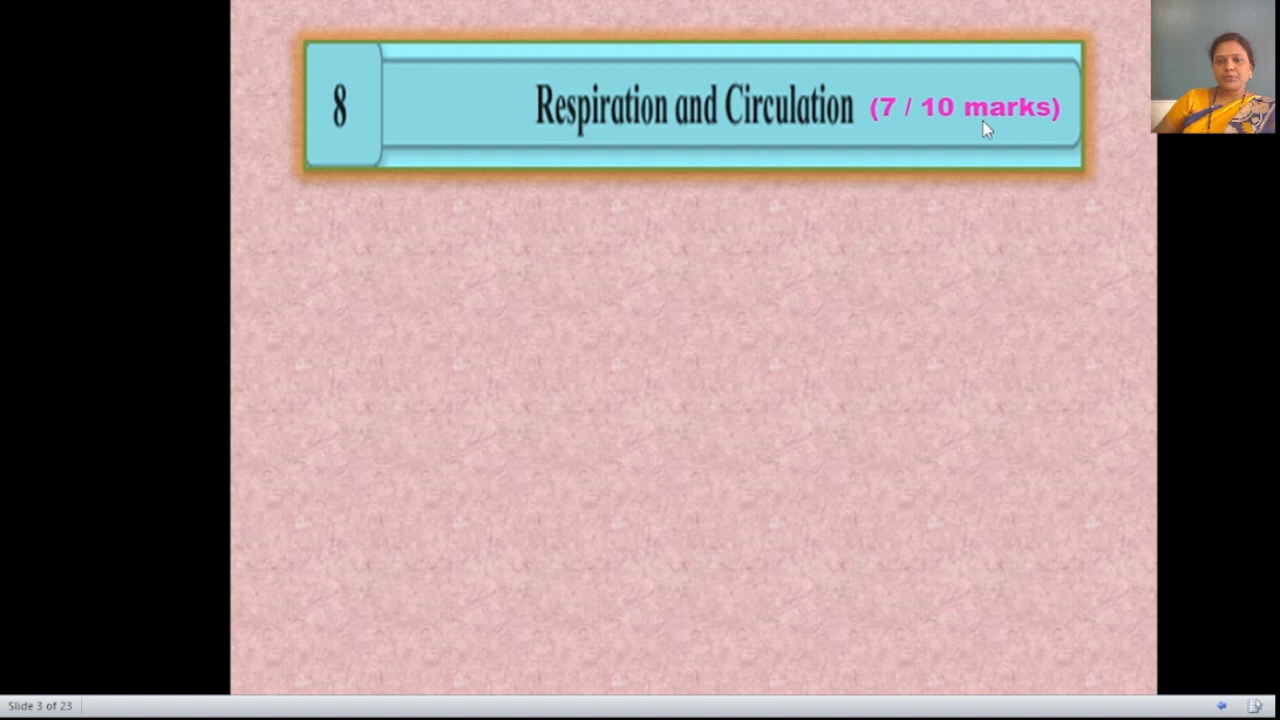 8
Respiration and Circulation (7 / 10 marks)
Slide 3 of 23